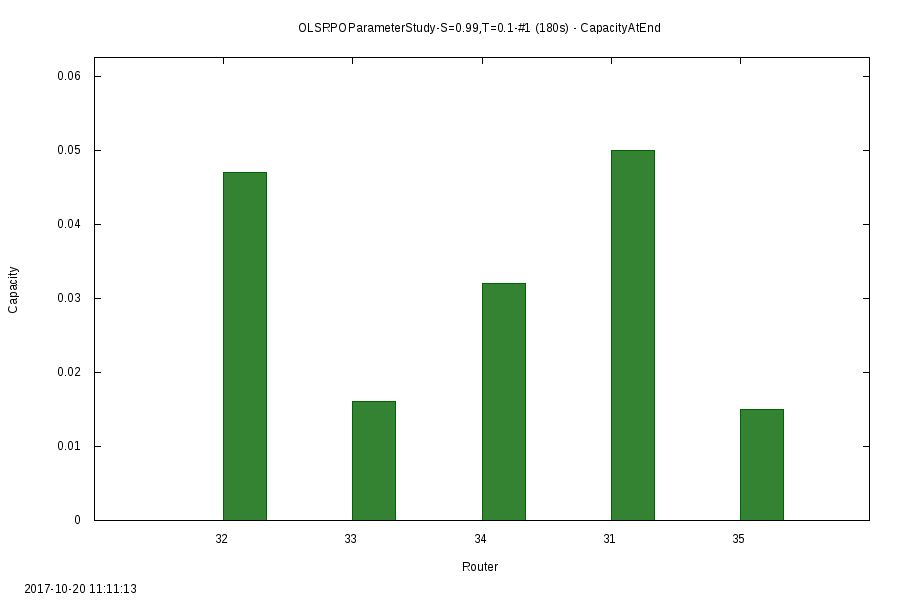 OLSRPOParameterStudy-S=0.99,T=0.1-#1 (180s) - CapacityAtEnd
0.06
0.05
0.04
0.03
0.02
0.01
0
Capacity
32 33 34 31 35
Router
2017-10-20 11:11:13